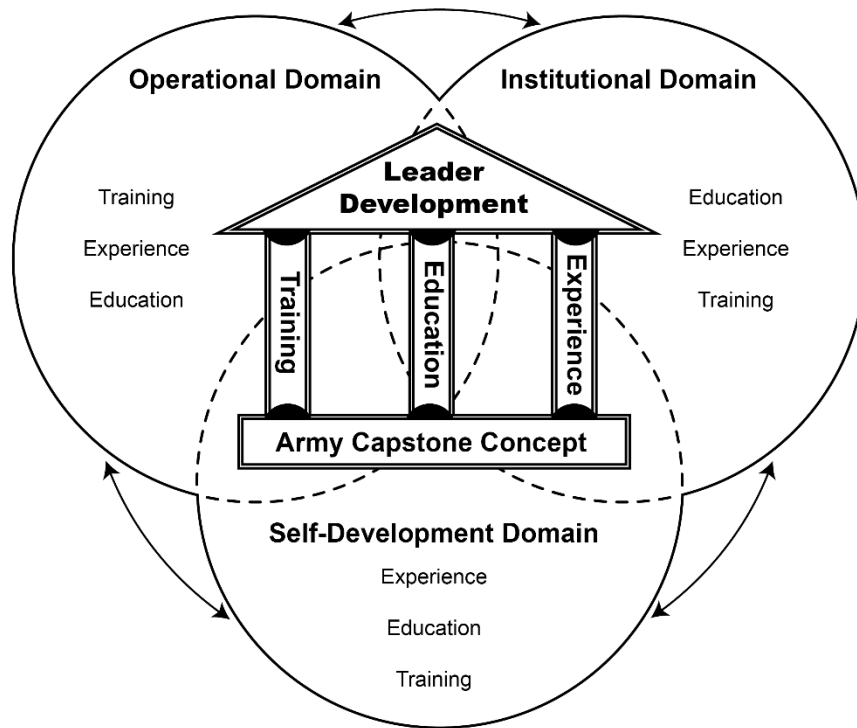 Operational Domain
Institutional Domain
Training
Experience
Education
Leader
Development
Training
Education
Experience
Army Capstone Concept
Education
Experience
Training
Self-Development Domain
Experience
Education
Training